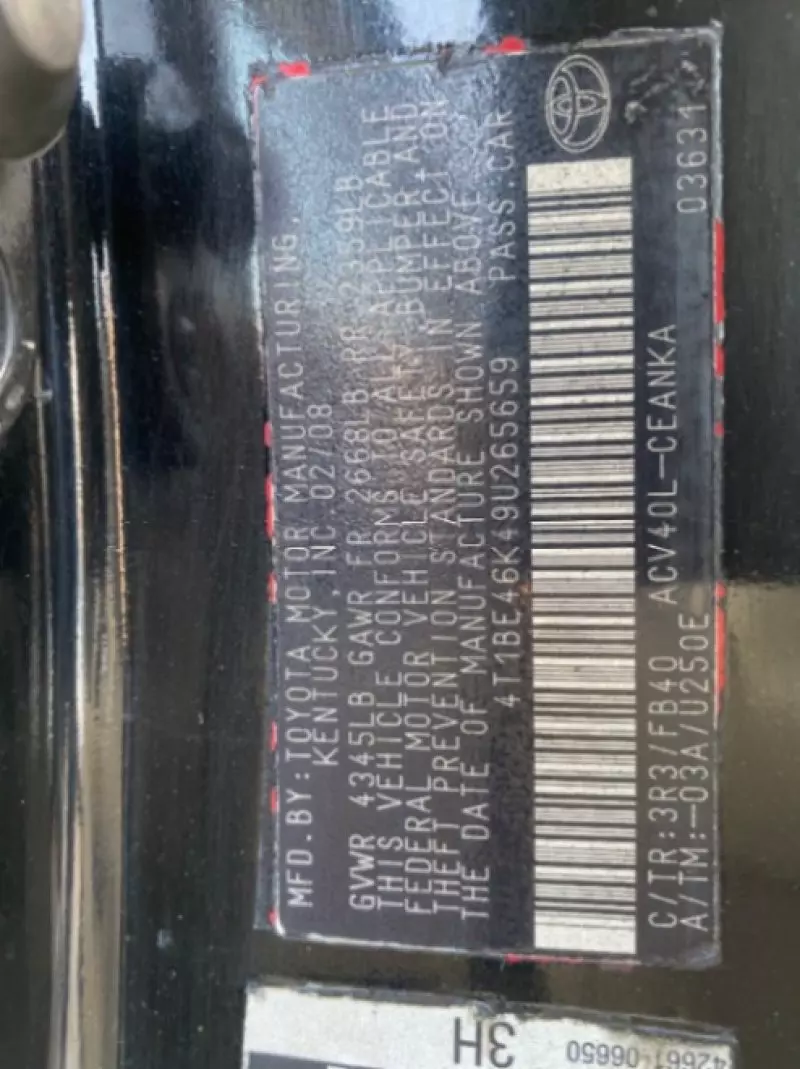 MFD.BY:TOYOTA MOTOR MANUFACTURING,
KENTUCKY,INC 02/08
GVWR 4345LB GAWR FR 2668LB RR 2359LB
THIS VEHICLE CONFORMS TO ALL APPLICABLE
FEDERAL MOTOR VEHICLE SAFETY, BUMPER AND
THEFT PREVENTION STANDARDS IN EFFECT ON
THE DATE OF MANUFACTURE SHOWN ABOVE
4T1BE46K49U265659 PASS.CAR
C/TR:3R3/FB40 ACV40L-CEANKA 03631
A/TM:-03A/U250E
3H
42661-06650